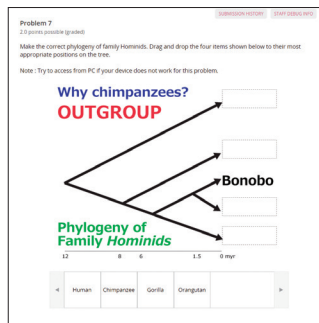 SUBMISSION HISTORY STAFF DEBUG INFO
Problem 7
2.0 points possible (graded)
Make the correct phylogeny of family Hominids. Drag and drop the four items shown below to their most
appropriate positions on the tree.
Note : Try to access from PC if your device does not work for this problem.
Why chimpanzees?
OUTGROUP
Bonobo
Phylogeny of
Family Hominids
12 8 6 1.5 0 myr
Human Chimpanzee Gorilla Orangutan